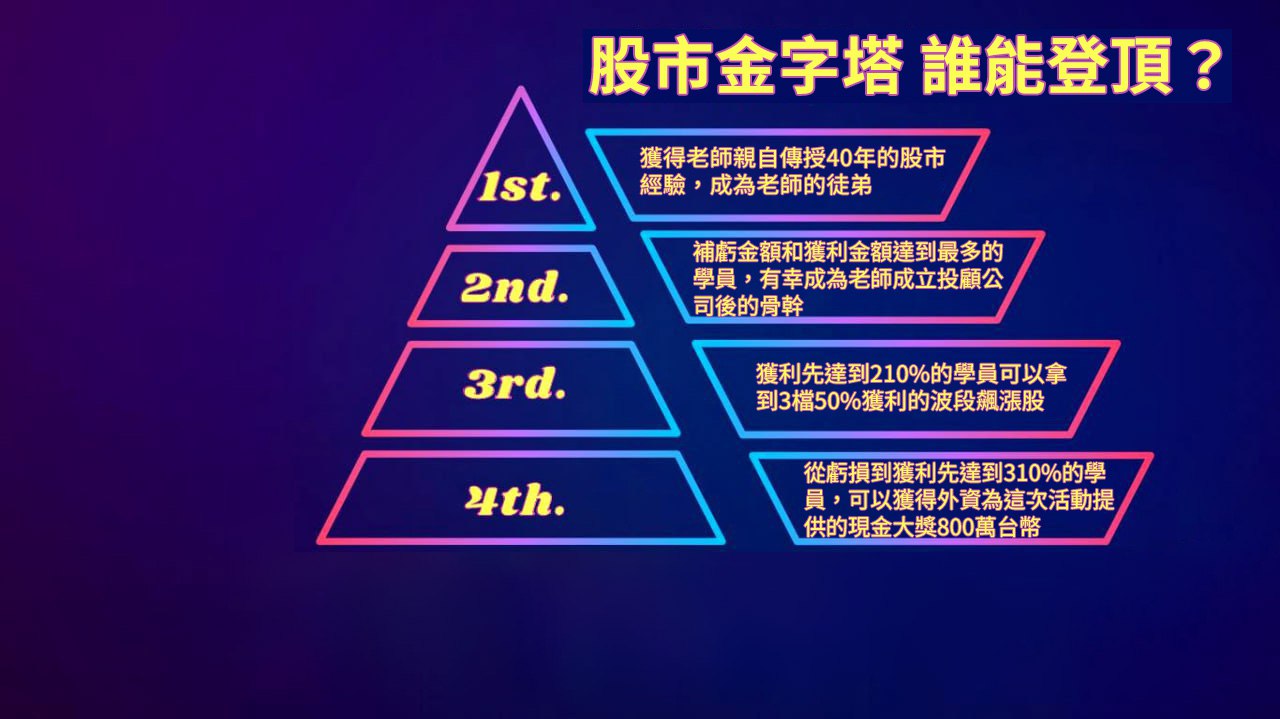 股市金字塔 誰能登頂？
1st.
獲得老師親自傳授40年的股市
經驗，成為老師的徒弟
2nd.
補虧金額和獲利金額達到最多的
學員，有幸成為老師成立投顧公
司後的骨幹
3rd.
獲利先達到210%的學員可以拿
到3檔50%獲利的波段飆漲股
4th.
從虧損到獲利先達到310%的學
員，可以獲得外資為這次活動提
供的現金大獎800萬台幣